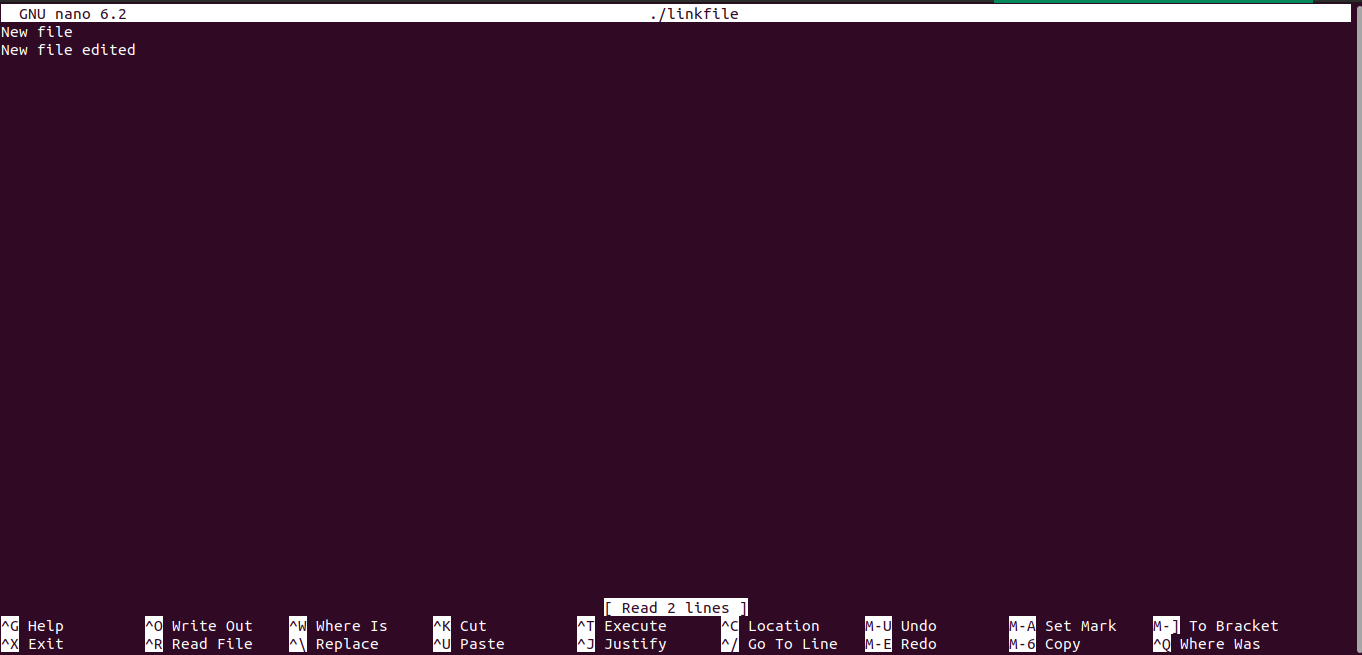 GNU nano 6.2 ./linkfile
New file
New file edited
[ Read 2 lines ]
^G Help ^O Write Out ^W Where Is ^K Cut ^T Execute ^C Location M-U Undo M-A Set Mark M-] To Bracket
^X Exit ^R Read File ^\ Replace ^U Paste ^J Justify ^/ Go To Line M-E Redo M-6 Copy ^Q Where Was